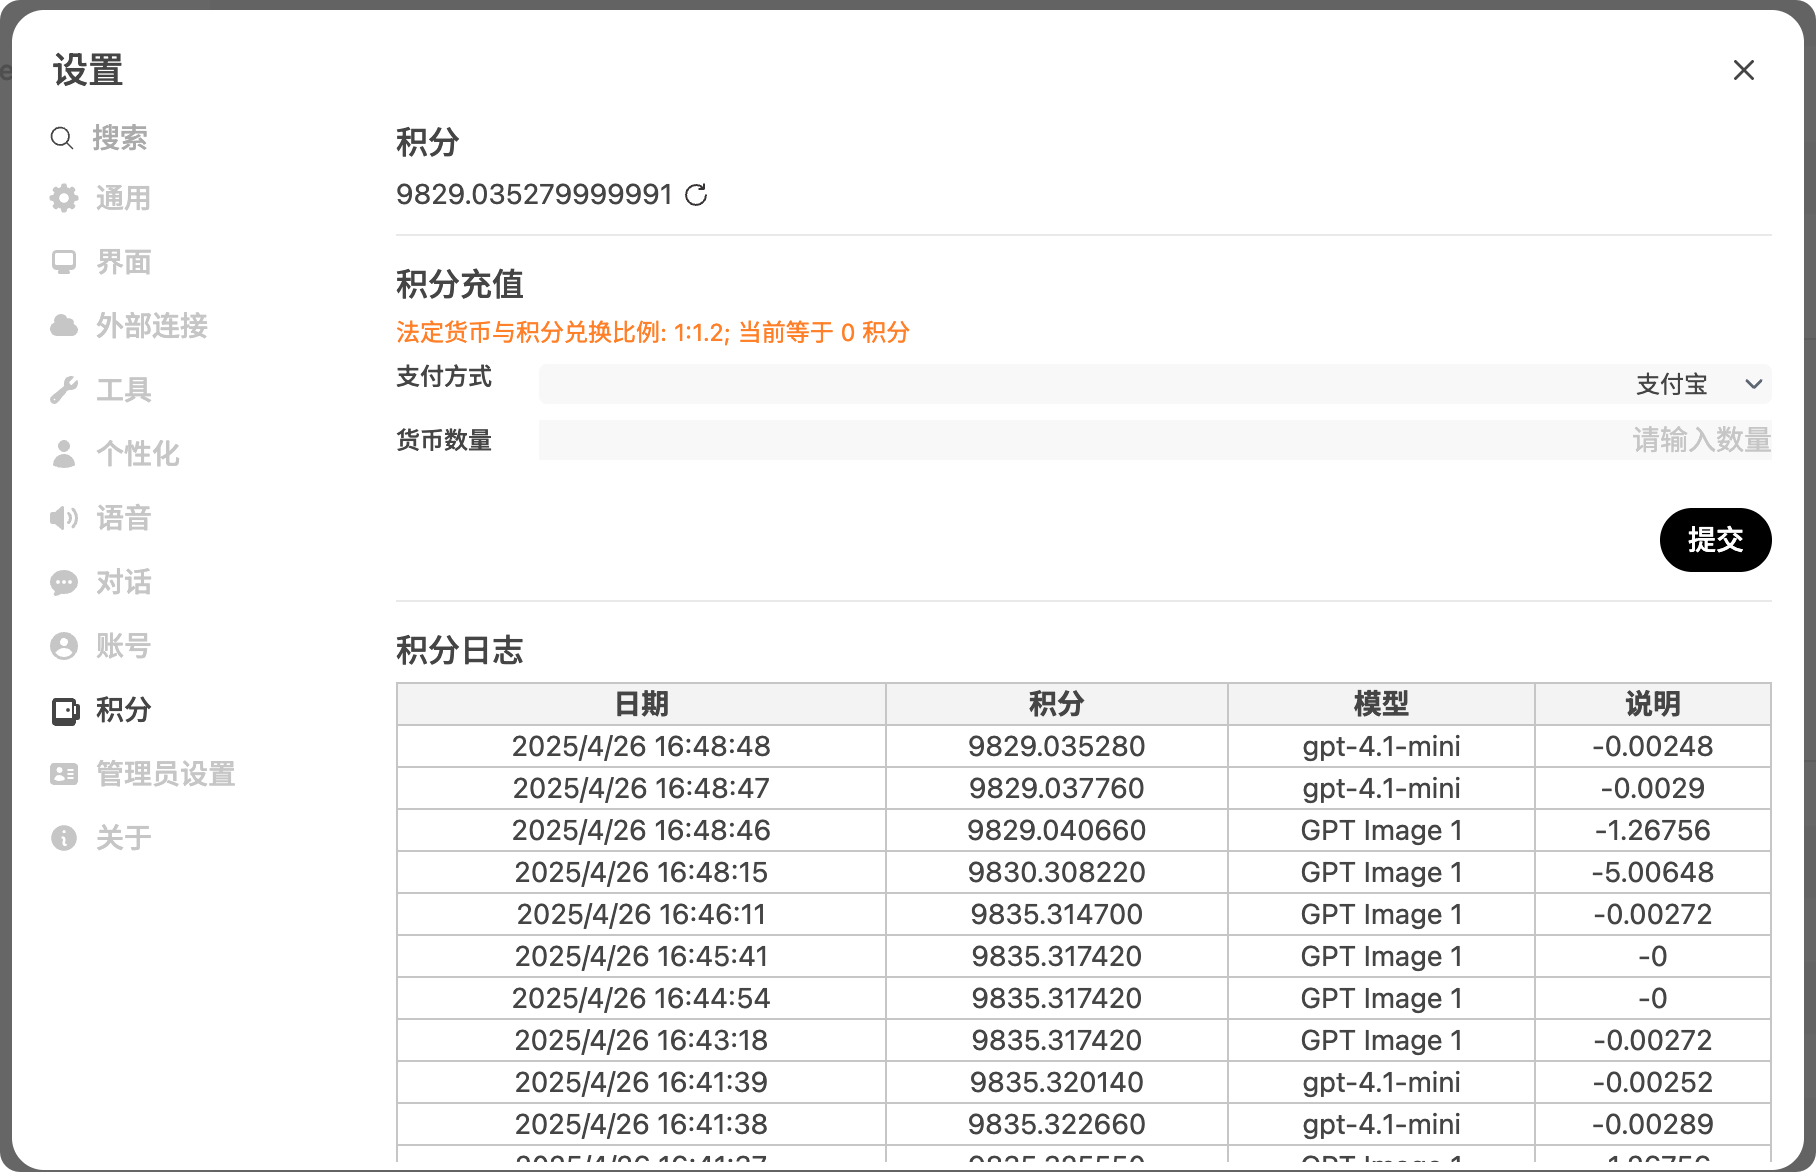 设置
搜索
通用
界面
外部连接
工具
个性化
语音
对话
账号
积分
管理员设置
关于
积分
9829.035279999991
积分充值
法定货币与积分兑换比例: 1:1.2; 当前等于 0 积分
支付方式 支付宝
货币数量 请输入数量
提交
积分日志
日期 积分 模型 说明
2025/4/26 16:48:48 9829.035280 gpt-4.1-mini -0.00248
2025/4/26 16:48:47 9829.037760 gpt-4.1-mini -0.0029
2025/4/26 16:48:46 9829.040660 GPT Image 1 -1.26756
2025/4/26 16:48:15 9830.308220 GPT Image 1 -5.00648
2025/4/26 16:46:11 9835.314700 GPT Image 1 -0.00272
2025/4/26 16:45:41 9835.317420 GPT Image 1 -0
2025/4/26 16:44:54 9835.317420 GPT Image 1 -0
2025/4/26 16:43:18 9835.317420 GPT Image 1 -0.00272
2025/4/26 16:41:39 9835.320140 gpt-4.1-mini -0.00252
2025/4/26 16:41:38 9835.322660 gpt-4.1-mini -0.00289